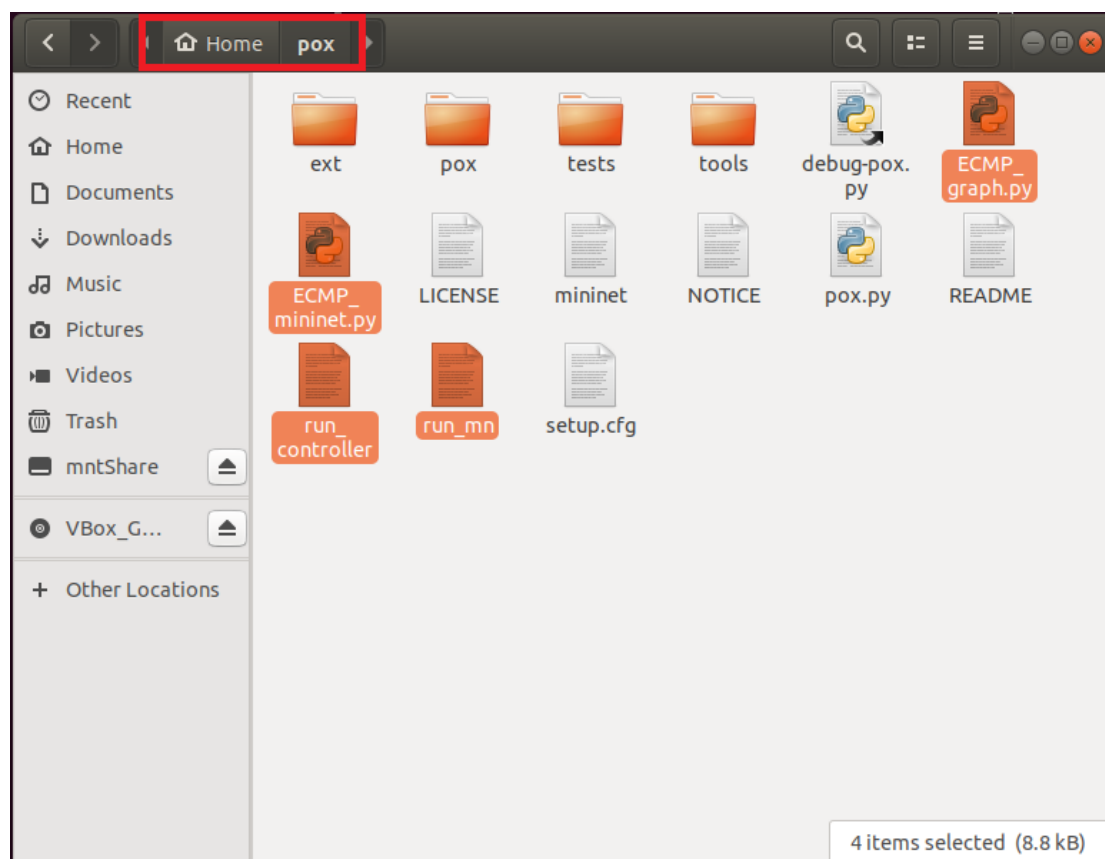 Home pox
Recent
Home
Documents
Downloads
Music
Pictures
Videos
Trash
mntShare
VBox_G...
+ Other Locations
ext pox tests tools debug-pox. ECMP_
py graph.py
ECMP_ LICENSE mininet NOTICE pox.py README
mininet.py
run_ run_mn setup.cfg
controller
4 items selected (8.8 kB)